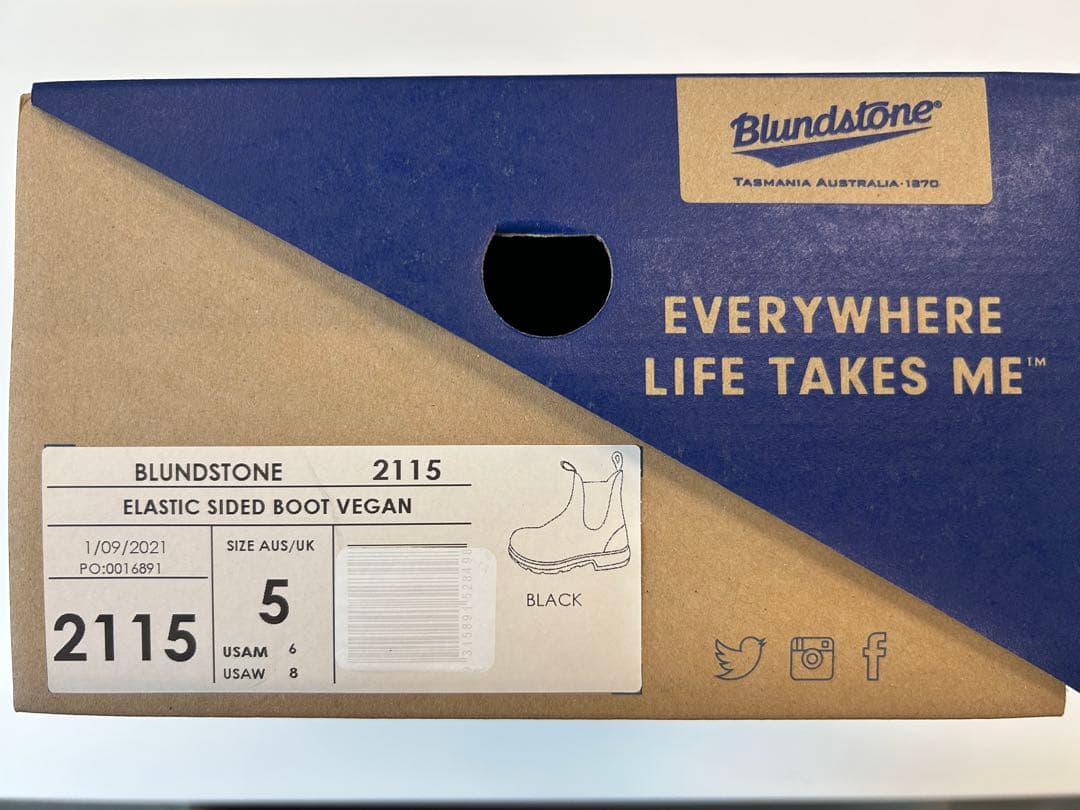 Blundstone®
TASMANIA AUSTRALIA·1870
EVERYWHERE
LIFE TAKES ME™
BLUNDSTONE 2115
ELASTIC SIDED BOOT VEGAN
1/09/2021
PO:0016891
2115
SIZE AUS/UK
5
USAM 6
USAW 8
9315891528498
BLACK